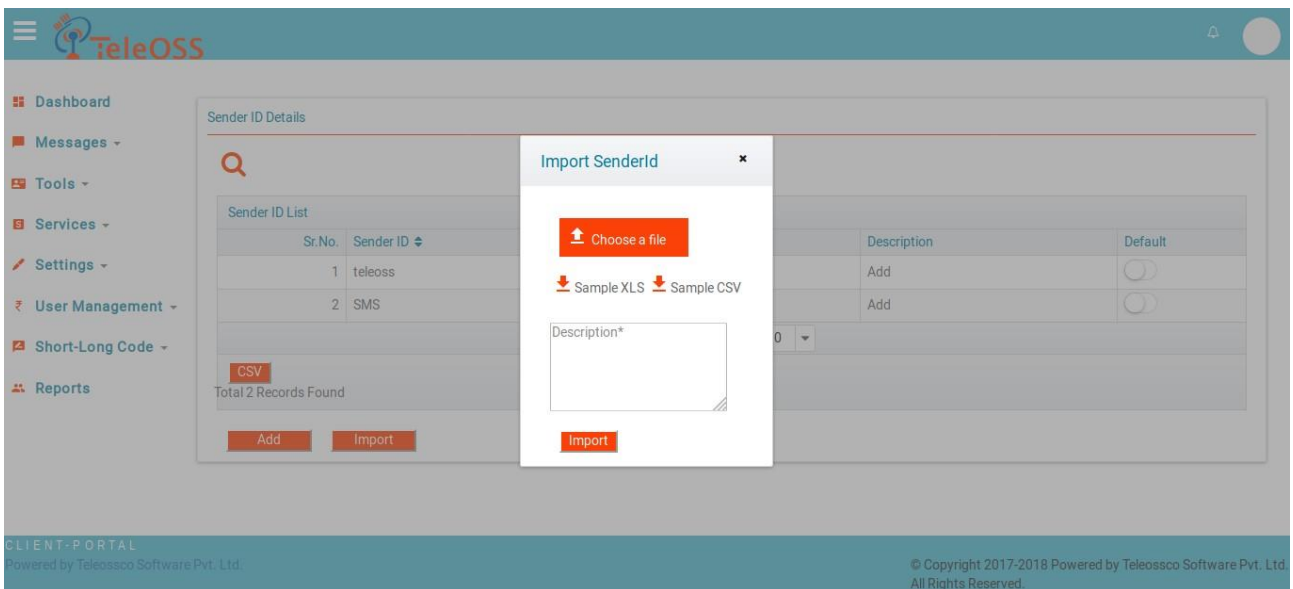 TeleOSS
Dashboard
Messages
Tools
Services
Settings
User Management
Short-Long Code
Reports
Sender ID Details
Sender ID List
Sr.No. Sender ID Description Default
1 teleoss Add
2 SMS Add
0
CSV
Total 2 Records Found
Add Import
Import SenderId ×
Choose a file
Sample XLS Sample CSV
Description*
Import
CLIENT-PORTAL
Powered by Teleossco Software Pvt. Ltd.
© Copyright 2017-2018 Powered by Teleossco Software Pvt. Ltd.
All Rights Reserved.